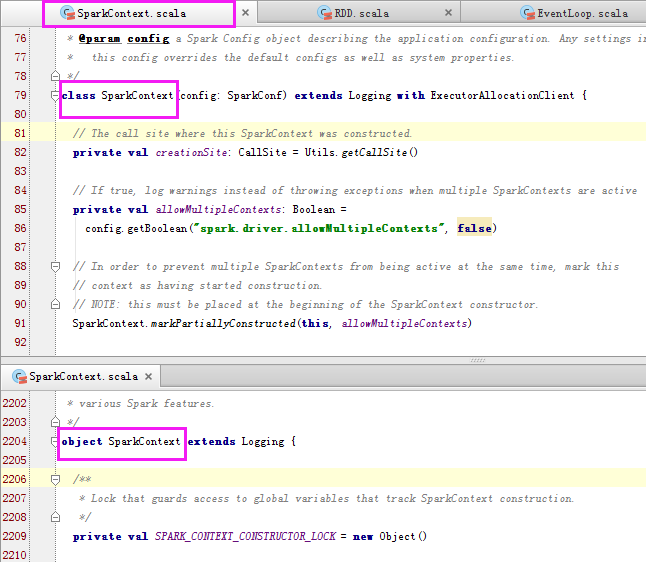 SparkContext.scala × RDD.scala × EventLoop.scala
76 * @param config a Spark Config object describing the application configuration. Any settings in
77 *   this config overrides the default configs as well as system properties.
78 */
79 class SparkContext(config: SparkConf) extends Logging with ExecutorAllocationClient {
80
81 // The call site where this SparkContext was constructed.
82 private val creationSite: CallSite = Utils.getCallSite()
83
84 // If true, log warnings instead of throwing exceptions when multiple SparkContexts are active
85 private val allowMultipleContexts: Boolean =
86 config.getBoolean("spark.driver.allowMultipleContexts", false)
87
88 // In order to prevent multiple SparkContexts from being active at the same time, mark this
89 // context as having started construction.
90 // NOTE: this must be placed at the beginning of the SparkContext constructor.
91 SparkContext.markPartiallyConstructed(this, allowMultipleContexts)
92
SparkContext.scala ×
2202 * various Spark features.
2203 */
2204 object SparkContext extends Logging {
2205
2206 /**
2207 * Lock that guards access to global variables that track SparkContext construction.
2208 */
2209 private val SPARK_CONTEXT_CONSTRUCTOR_LOCK = new Object()
2210